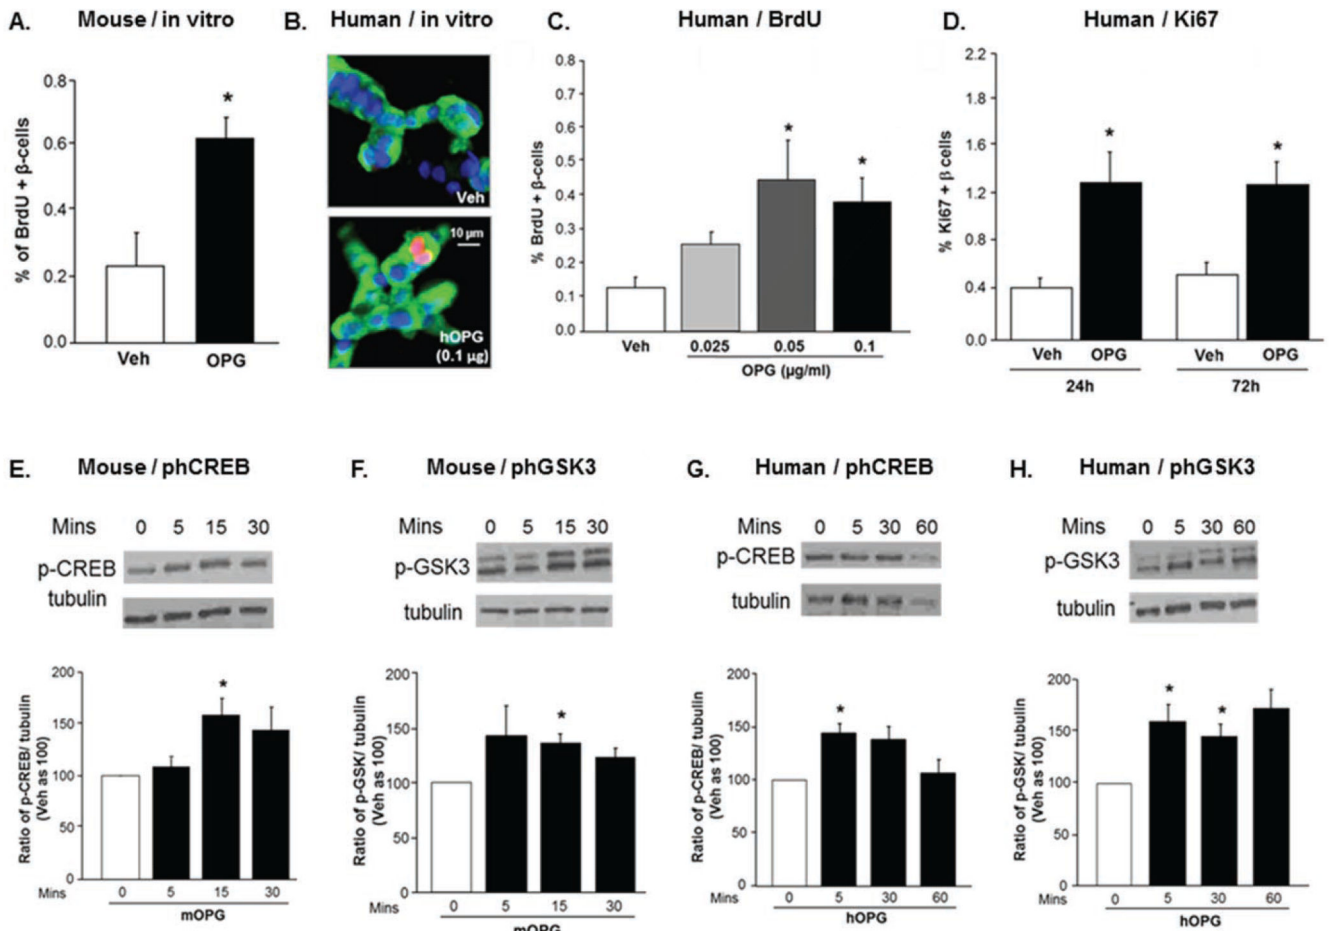 A. Mouse / in vitro
% of BrdU + β-cells
0.8
0.6
0.4
0.2
0.0
*
Veh OPG
B. Human / in vitro
Veh
10 µm
hOPG
(0.1 µg)
C. Human / BrdU
% BrdU + β-cells
0.8
0.7
0.6
0.5
0.4
0.3
0.2
0.1
0.0
* *
Veh 0.025 0.05 0.1
OPG (µg/ml)
D. Human / Ki67
% Ki67 + β cells
2.2
1.8
1.6
1.2
0.8
0.4
0.0
* *
Veh OPG Veh OPG
24h 72h
E. Mouse / phCREB
Mins 0 5 15 30
p-CREB
tubulin
Ratio of p-CREB/ tubulin
(Veh as 100)
200
150
100
50
0
*
Mins 0 5 15 30
mOPG
F. Mouse / phGSK3
Mins 0 5 15 30
p-GSK3
tubulin
Ratio of p-GSK/ tubulin
(Veh as 100)
200
150
100
50
0
*
Mins 0 5 15 30
mOPG
G. Human / phCREB
Mins 0 5 30 60
p-CREB
tubulin
Ratio of p-CREB/ tubulin
(Veh as 100)
200
150
100
50
0
*
Mins 0 5 30 60
hOPG
H. Human / phGSK3
Mins 0 5 30 60
p-GSK3
tubulin
Ratio of p-GSK/ tubulin
(Veh as 100)
200
150
100
50
0
* *
Mins 0 5 30 60
hOPG